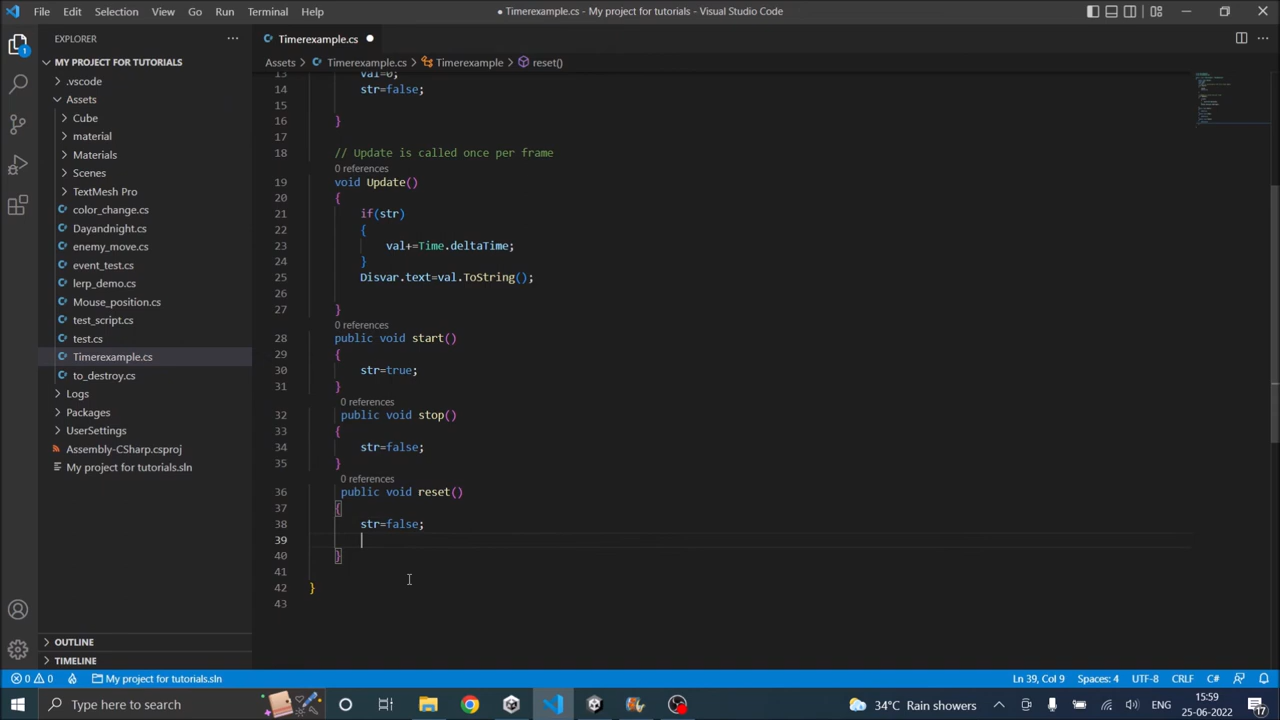 File Edit Selection View Go Run Terminal Help
● Timerexample.cs - My project for tutorials - Visual Studio Code
EXPLORER
Timerexample.cs
MY PROJECT FOR TUTORIALS
Assets > Timerexample.cs > Timerexample > reset()
.vscode
Assets
Cube
material
Materials
Scenes
TextMesh Pro
color_change.cs
Dayandnight.cs
enemy_move.cs
event_test.cs
lerp_demo.cs
Mouse_position.cs
test_script.cs
test.cs
Timerexample.cs
to_destroy.cs
Logs
Packages
UserSettings
Assembly-CSharp.csproj
My project for tutorials.sln
OUTLINE
TIMELINE
13 val=0;
14 str=false;
15
16 }
17
18 // Update is called once per frame
0 references
19 void Update()
20 {
21 if(str)
22 {
23 val+=Time.deltaTime;
24 }
25 Disvar.text=val.ToString();
26
27 }
0 references
28 public void start()
29 {
30 str=true;
31 }
0 references
32 public void stop()
33 {
34 str=false;
35 }
0 references
36 public void reset()
37 {
38 str=false;
39
40 }
41
42 }
43
0 0 My project for tutorials.sln Ln 39, Col 9 Spaces: 4 UTF-8 CRLF C#
Type here to search
34°C Rain showers
15:59
25-06-2022
17
1